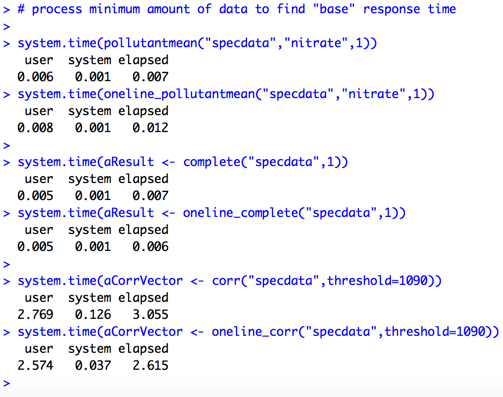 > # process minimum amount of data to find "base" response time
>
> system.time(pollutantmean("specdata","nitrate",1))
   user  system elapsed
  0.006   0.001   0.007
> system.time(oneline_pollutantmean("specdata","nitrate",1))
   user  system elapsed
  0.008   0.001   0.012
>
> system.time(aResult <- complete("specdata",1))
   user  system elapsed
  0.005   0.001   0.007
> system.time(aResult <- oneline_complete("specdata",1))
   user  system elapsed
  0.005   0.001   0.006
>
> system.time(aCorrVector <- corr("specdata",threshold=1090))
   user  system elapsed
  2.769   0.126   3.055
> system.time(aCorrVector <- oneline_corr("specdata",threshold=1090))
   user  system elapsed
  2.574   0.037   2.615
>